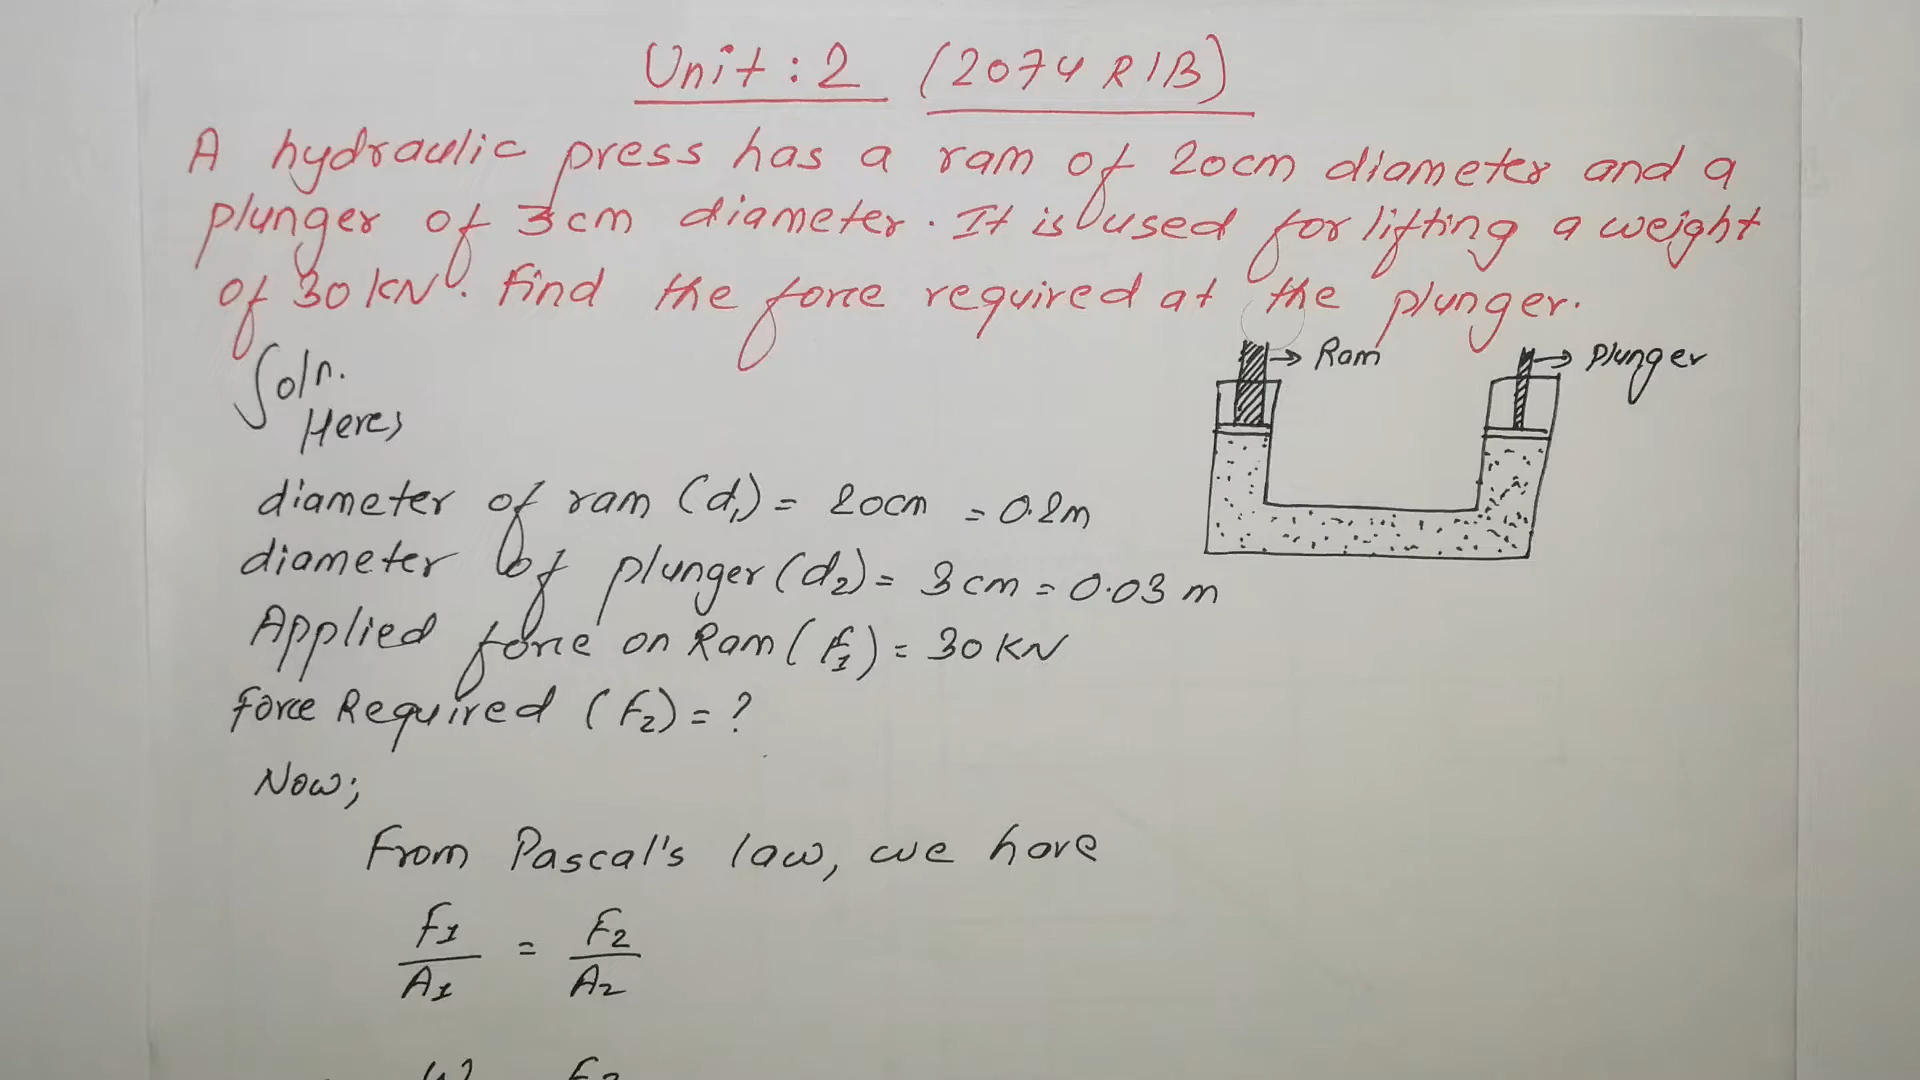 Unit : 2 (2074 R/B)
A hydraulic press has a ram of 20cm diameter and a
plunger of 3cm diameter. It is used for lifting a weight
of 30 KN. Find the force required at the plunger.
Soln.
Here,
→ Ram
→ Plunger
diameter of ram (d₁) = 20cm = 0.2m
diameter of plunger (d₂) = 3cm = 0.03 m
Applied force on Ram (F₁) = 30 KN
Force Required (F₂) = ?
Now;
From Pascal's law, we have
F₁/A₁ = F₂/A₂